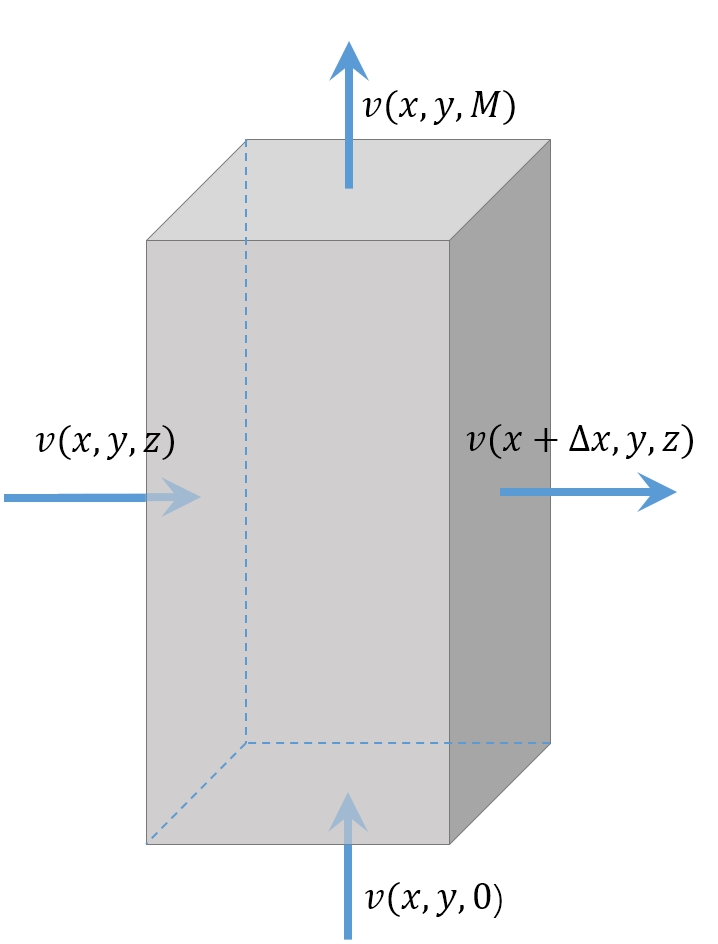 v(x, y, M)
v(x, y, z)
v(x + Δx, y, z)
v(x, y, 0)